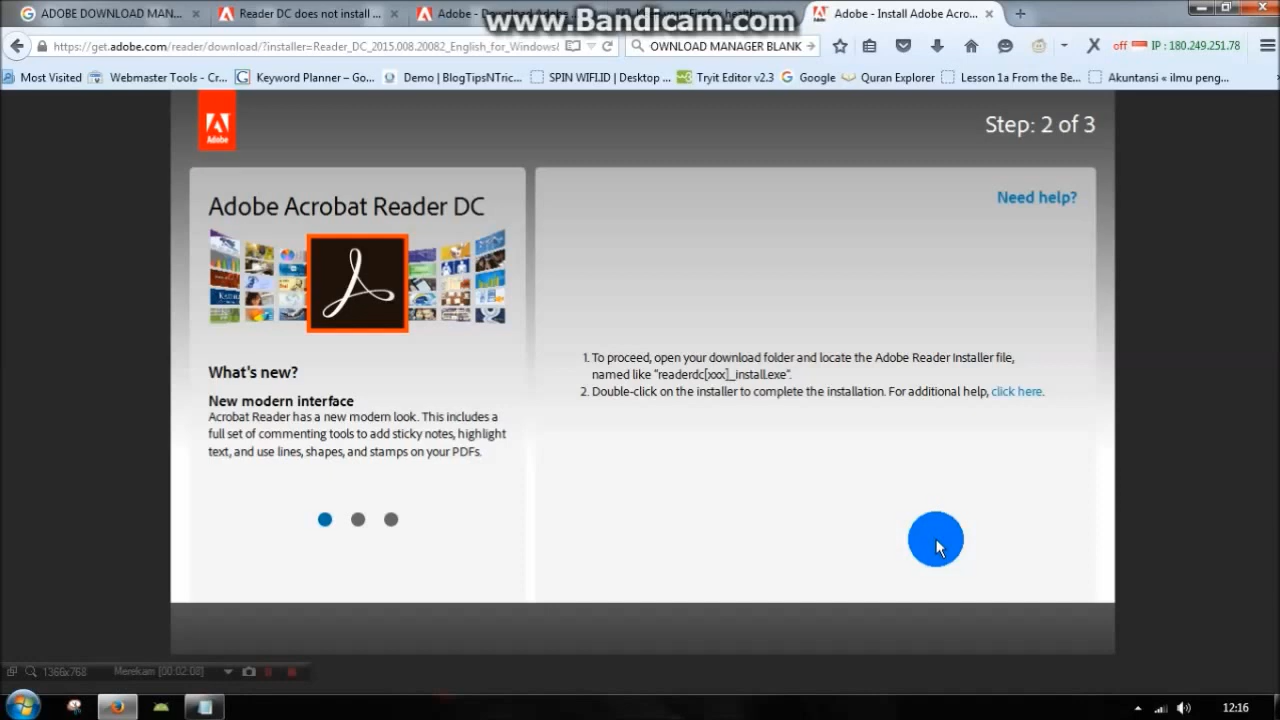 ADOBE DOWNLOAD MAN...
Reader DC does not install ...
Adobe - Install Adobe Acro...
www.Bandicam.com
https://get.adobe.com/reader/download/?installer=Reader_DC_2015.008.20082_English_for_Windows
OWNLOAD MANAGER BLANK
off
IP : 180.249.251.78
Most Visited
Webmaster Tools - Cr...
Keyword Planner – Go...
Demo | BlogTipsNTric...
SPIN WIFI.ID | Desktop ...
Tryit Editor v2.3
Google
Quran Explorer
Lesson 1a From the Be...
Akuntansi « ilmu peng...
Adobe
Step: 2 of 3
Adobe Acrobat Reader DC
Need help?
What's new?
New modern interface
Acrobat Reader has a new modern look. This includes a
full set of commenting tools to add sticky notes, highlight
text, and use lines, shapes, and stamps on your PDFs.
1. To proceed, open your download folder and locate the Adobe Reader Installer file,
named like "readerdc[xxx]_install.exe".
2. Double-click on the installer to complete the installation. For additional help, click here.
1366x768
Merekam [00:02:08]
12:16